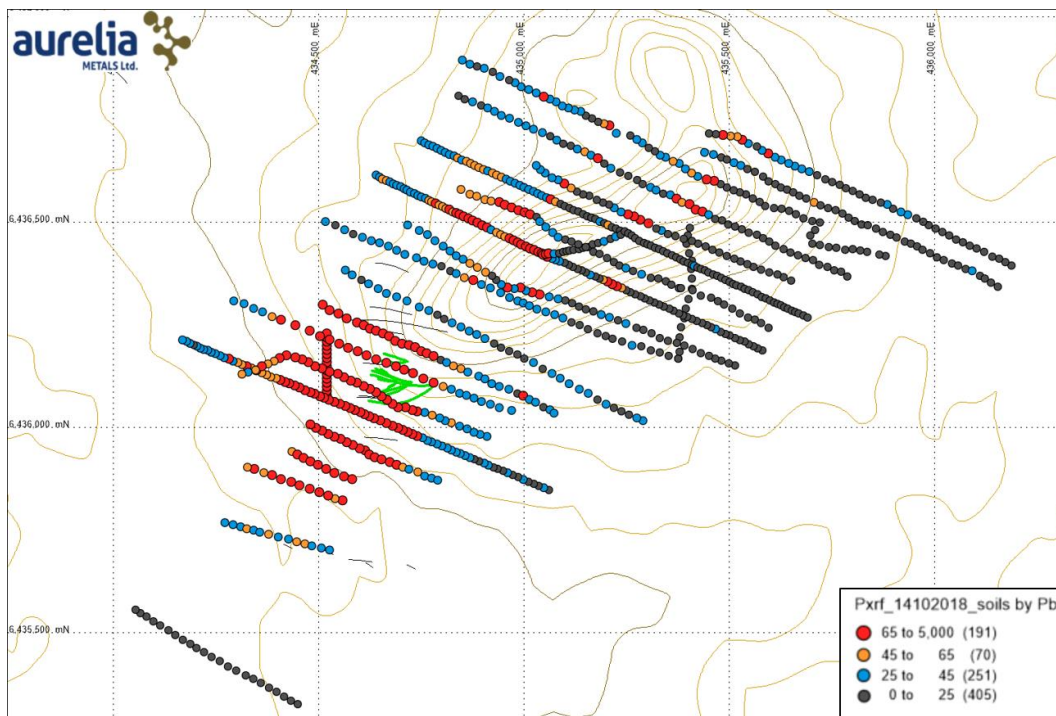 aurelia
METALS Ltd.
434,500 mE
435,000 mE
435,500 mE
436,000 mE
6,436,500 mN
6,436,000 mN
6,435,500 mN
Pxrf_14102018_soils by Pb
65 to 5,000 (191)
45 to 65 (70)
25 to 45 (251)
0 to 25 (405)